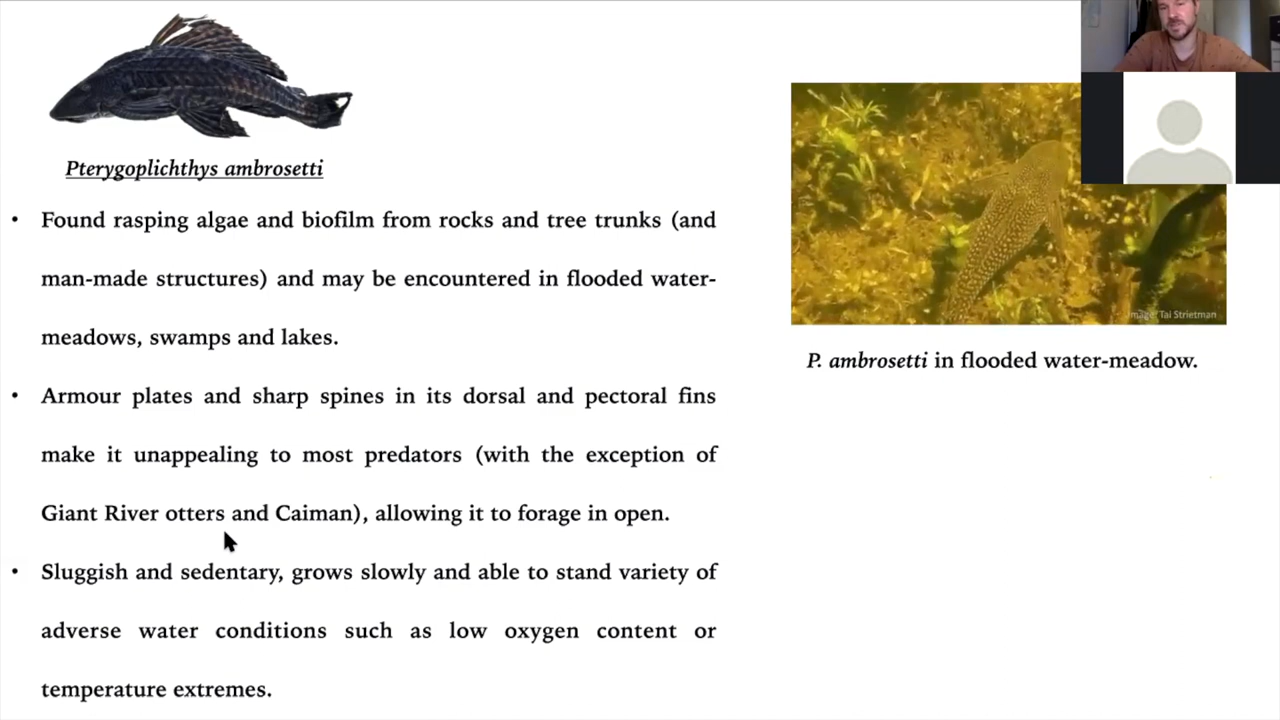 Pterygoplichthys ambrosetti
• Found rasping algae and biofilm from rocks and tree trunks (and
man-made structures) and may be encountered in flooded water-
meadows, swamps and lakes.
• Armour plates and sharp spines in its dorsal and pectoral fins
make it unappealing to most predators (with the exception of
Giant River otters and Caiman), allowing it to forage in open.
• Sluggish and sedentary, grows slowly and able to stand variety of
adverse water conditions such as low oxygen content or
temperature extremes.
Image: Tai Strietman
P. ambrosetti in flooded water-meadow.